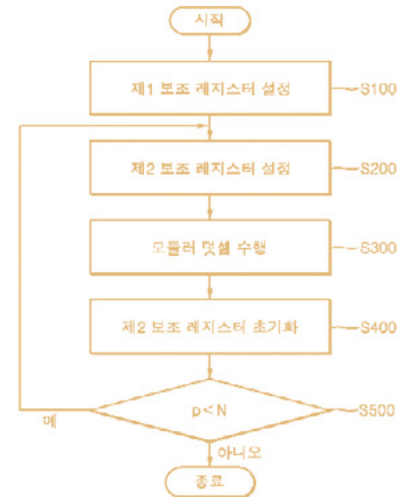 시작
제1 보조 레지스터 설정 S100
제2 보조 레지스터 설정 S200
모듈러 덧셈 수행 S300
제2 보조 레지스터 초기화 S400
p<N S500
예
아니오
종료